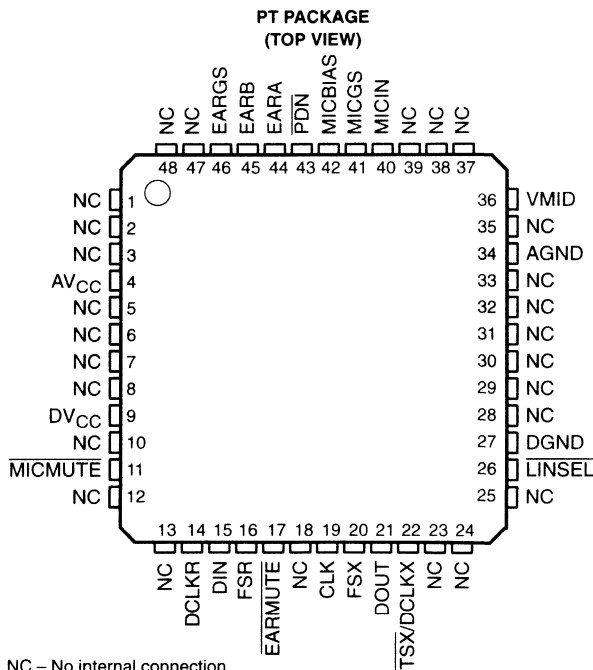 PT PACKAGE
(TOP VIEW)
NC
NC
EARGS
EARB
EARA
PDN
MICBIAS
MICGS
MICIN
NC
NC
NC
48 47 46 45 44 43 42 41 40 39 38 37
NC 1
NC 2
NC 3
AVCC 4
NC 5
NC 6
NC 7
NC 8
DVCC 9
NC 10
MICMUTE 11
NC 12
36 VMID
35 NC
34 AGND
33 NC
32 NC
31 NC
30 NC
29 NC
28 NC
27 DGND
26 LINSEL
25 NC
13 14 15 16 17 18 19 20 21 22 23 24
NC
DCLKR
DIN
FSR
EARMUTE
NC
CLK
FSX
DOUT
TSX/DCLKX
NC
NC
NC – No internal connection